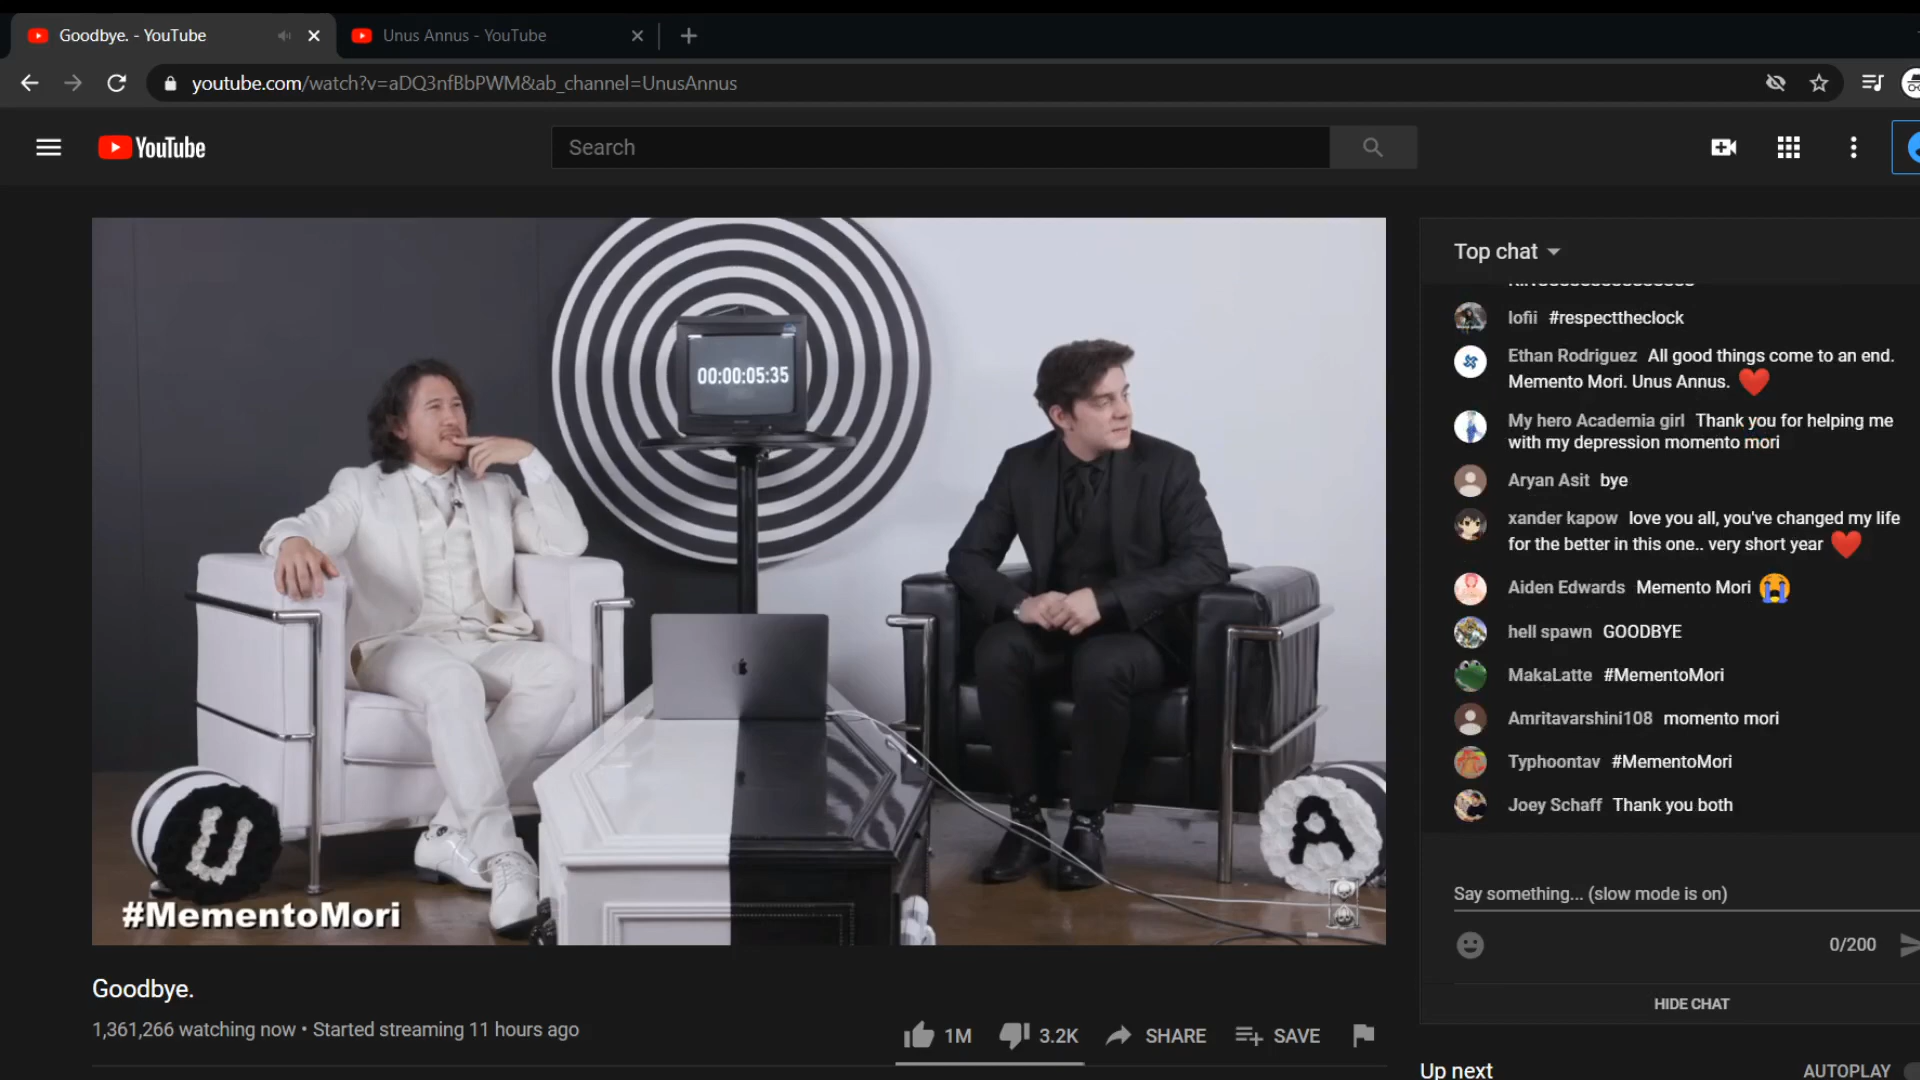 Goodbye. - YouTube
Unus Annus - YouTube
youtube.com/watch?v=aDQ3nfBbPWM&ab_channel=UnusAnnus
YouTube
Search
00:00:05:35
U
A
#MementoMori
Goodbye.
1,361,266 watching now • Started streaming 11 hours ago
1M
3.2K
SHARE
SAVE
Top chat
lofii #respecttheclock
Ethan Rodriguez All good things come to an end.
Memento Mori. Unus Annus.
My hero Academia girl Thank you for helping me
with my depression momento mori
Aryan Asit bye
xander kapow love you all, you've changed my life
for the better in this one.. very short year
Aiden Edwards Memento Mori
hell spawn GOODBYE
MakaLatte #MementoMori
Amritavarshini108 momento mori
Typhoontav #MementoMori
Joey Schaff Thank you both
Say something... (slow mode is on)
0/200
HIDE CHAT
Up next
AUTOPLAY